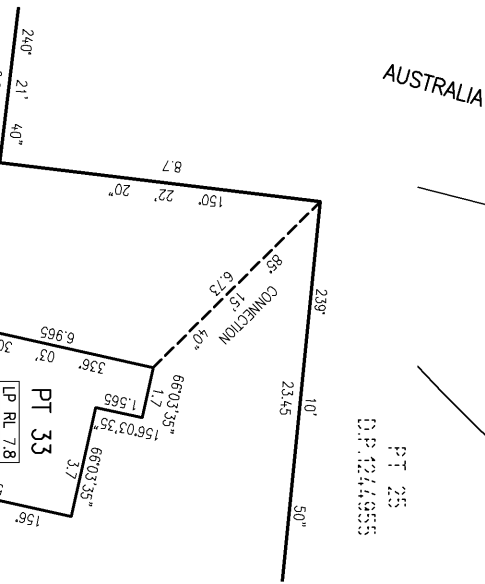 AUSTRALIA
240° 21' 40"
8.7
150° 22' 20"
85° 15' 40"
6.73
CONNECTION
239° 10' 50"
23.45
PT 25
D.P.1244955
6.965
336° 03'
66°03'35"
1.7
1.565
156°03'35"
66°03'35"
3.7
PT 33
LP RL 7.8
156°